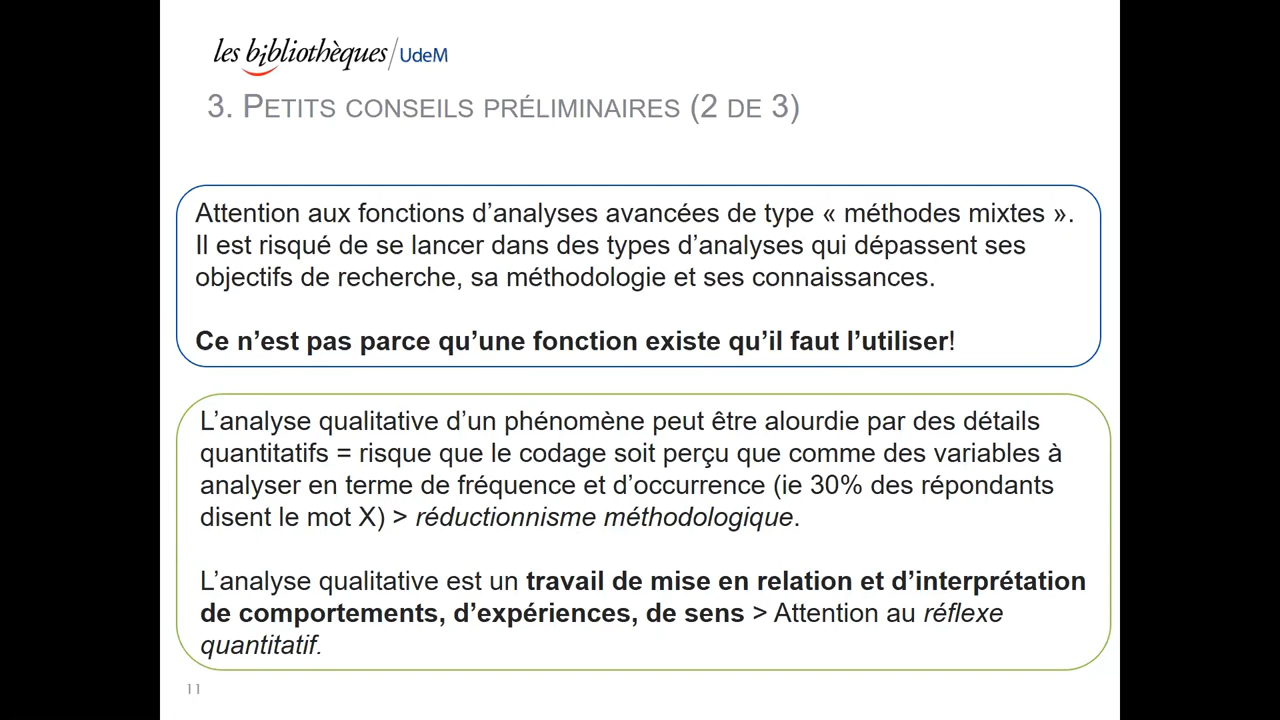 les bibliothèques/UdeM
3. PETITS CONSEILS PRÉLIMINAIRES (2 DE 3)
Attention aux fonctions d’analyses avancées de type « méthodes mixtes ».
Il est risqué de se lancer dans des types d’analyses qui dépassent ses
objectifs de recherche, sa méthodologie et ses connaissances.
Ce n’est pas parce qu’une fonction existe qu’il faut l’utiliser!
L’analyse qualitative d’un phénomène peut être alourdie par des détails
quantitatifs = risque que le codage soit perçu que comme des variables à
analyser en terme de fréquence et d’occurrence (ie 30% des répondants
disent le mot X) > réductionnisme méthodologique.
L’analyse qualitative est un travail de mise en relation et d’interprétation
de comportements, d’expériences, de sens > Attention au réflexe
quantitatif.
11